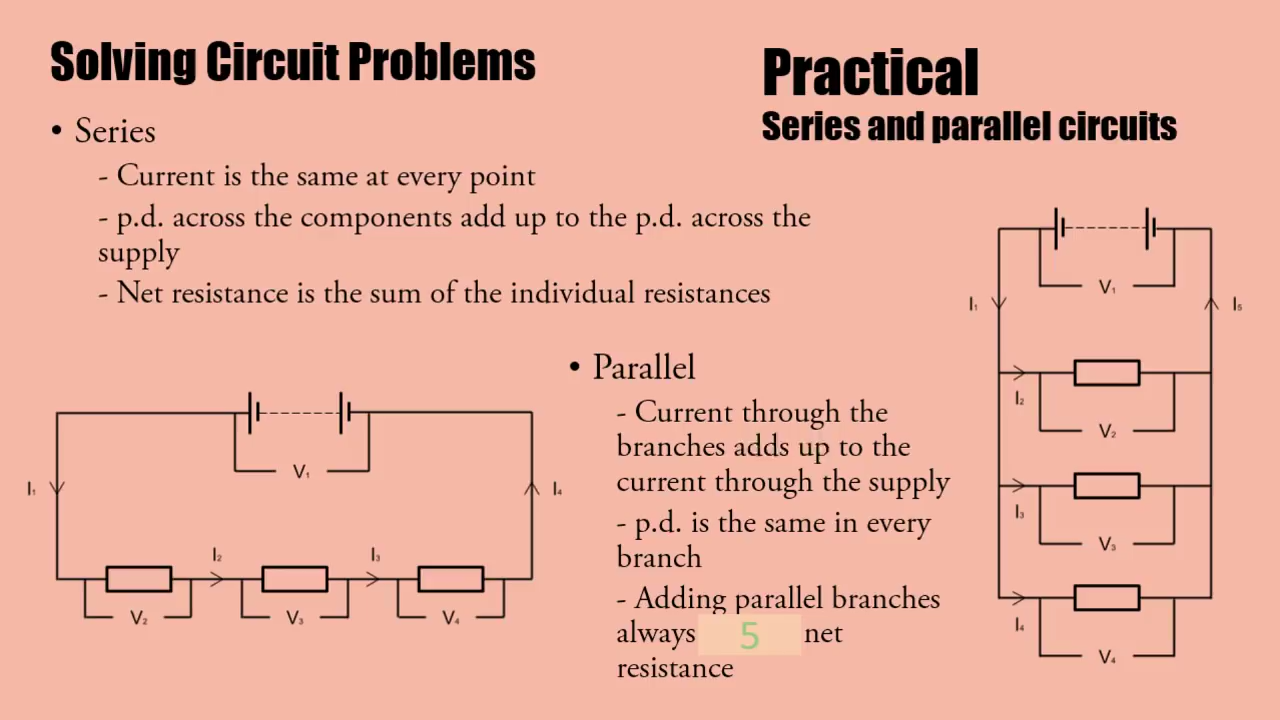 Solving Circuit Problems
Practical
Series and parallel circuits
• Series
- Current is the same at every point
- p.d. across the components add up to the p.d. across the
supply
- Net resistance is the sum of the individual resistances
• Parallel
- Current through the
branches adds up to the
current through the supply
- p.d. is the same in every
branch
- Adding parallel branches
always 5 net
resistance
V₁
I₁
I₄
I₂
I₃
V₂
V₃
V₄
V₁
I₁
I₅
I₂
V₂
I₃
V₃
I₄
V₄